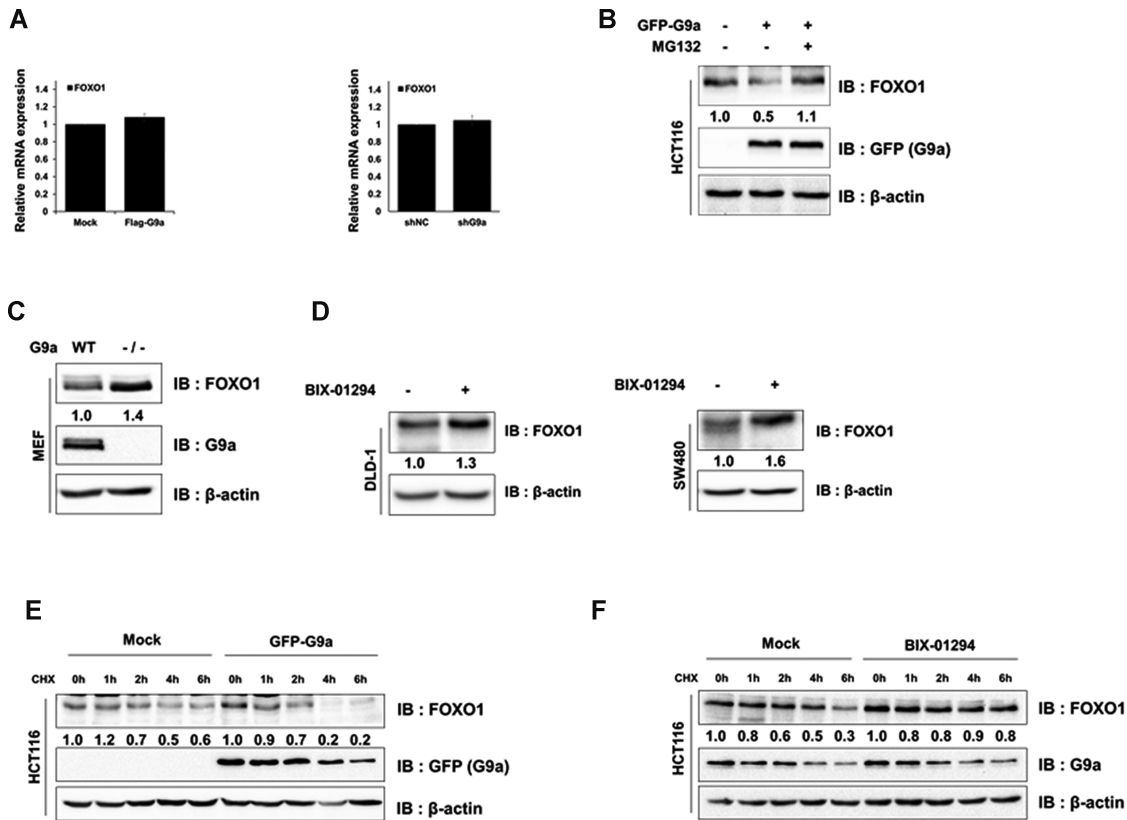 A
Relative mRNA expression
1.4
1.2
1
0.8
0.6
0.4
0.2
0
FOXO1
Mock Flag-G9a
Relative mRNA expression
1.4
1.2
1
0.8
0.6
0.4
0.2
0
FOXO1
shNC shG9a
B
GFP-G9a - + +
MG132 - - +
HCT116
IB : FOXO1
1.0 0.5 1.1
IB : GFP (G9a)
IB : β-actin
C
G9a WT - / -
MEF
IB : FOXO1
1.0 1.4
IB : G9a
IB : β-actin
D
BIX-01294 - +
DLD-1
IB : FOXO1
1.0 1.3
IB : β-actin
BIX-01294 - +
SW480
IB : FOXO1
1.0 1.6
IB : β-actin
E
Mock GFP-G9a
CHX 0h 1h 2h 4h 6h 0h 1h 2h 4h 6h
HCT116
IB : FOXO1
1.0 1.2 0.7 0.5 0.6 1.0 0.9 0.7 0.2 0.2
IB : GFP (G9a)
IB : β-actin
F
Mock BIX-01294
CHX 0h 1h 2h 4h 6h 0h 1h 2h 4h 6h
HCT116
IB : FOXO1
1.0 0.8 0.6 0.5 0.3 1.0 0.8 0.8 0.9 0.8
IB : G9a
IB : β-actin